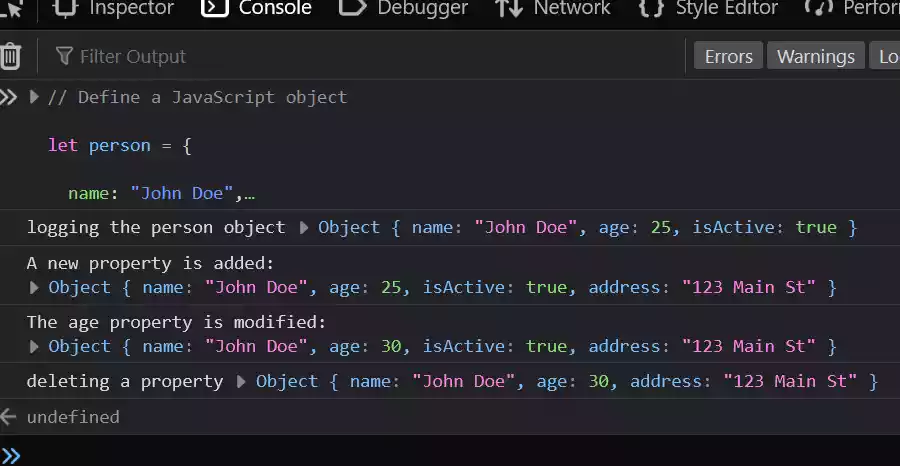 Inspector Console Debugger Network {} Style Editor
Filter Output Errors Warnings
>> // Define a JavaScript object
let person = {
name: "John Doe",…
logging the person object Object { name: "John Doe", age: 25, isActive: true }
A new property is added:
Object { name: "John Doe", age: 25, isActive: true, address: "123 Main St" }
The age property is modified:
Object { name: "John Doe", age: 30, isActive: true, address: "123 Main St" }
deleting a property Object { name: "John Doe", age: 30, address: "123 Main St" }
undefined
>>